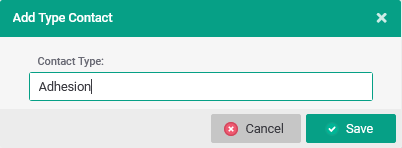 Add Type Contact
Contact Type:
Adhesion
Cancel
Save